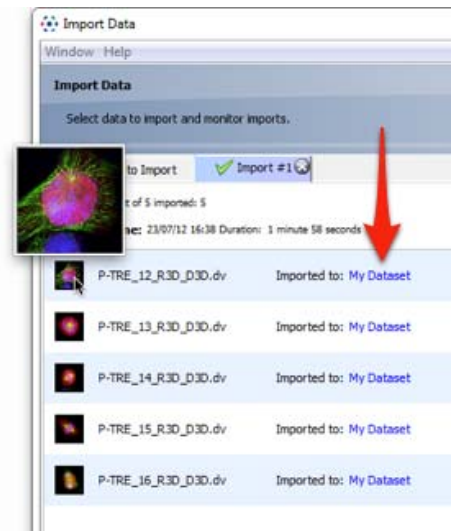 Import Data
Window Help
Import Data
Select data to import and monitor imports.
to Import Import #1
t of 5 imported: 5
me: 23/07/12 16:38 Duration: 1 minute 58 seconds
P-TRE_12_R3D_D3D.dv Imported to: My Dataset
P-TRE_13_R3D_D3D.dv Imported to: My Dataset
P-TRE_14_R3D_D3D.dv Imported to: My Dataset
P-TRE_15_R3D_D3D.dv Imported to: My Dataset
P-TRE_16_R3D_D3D.dv Imported to: My Dataset